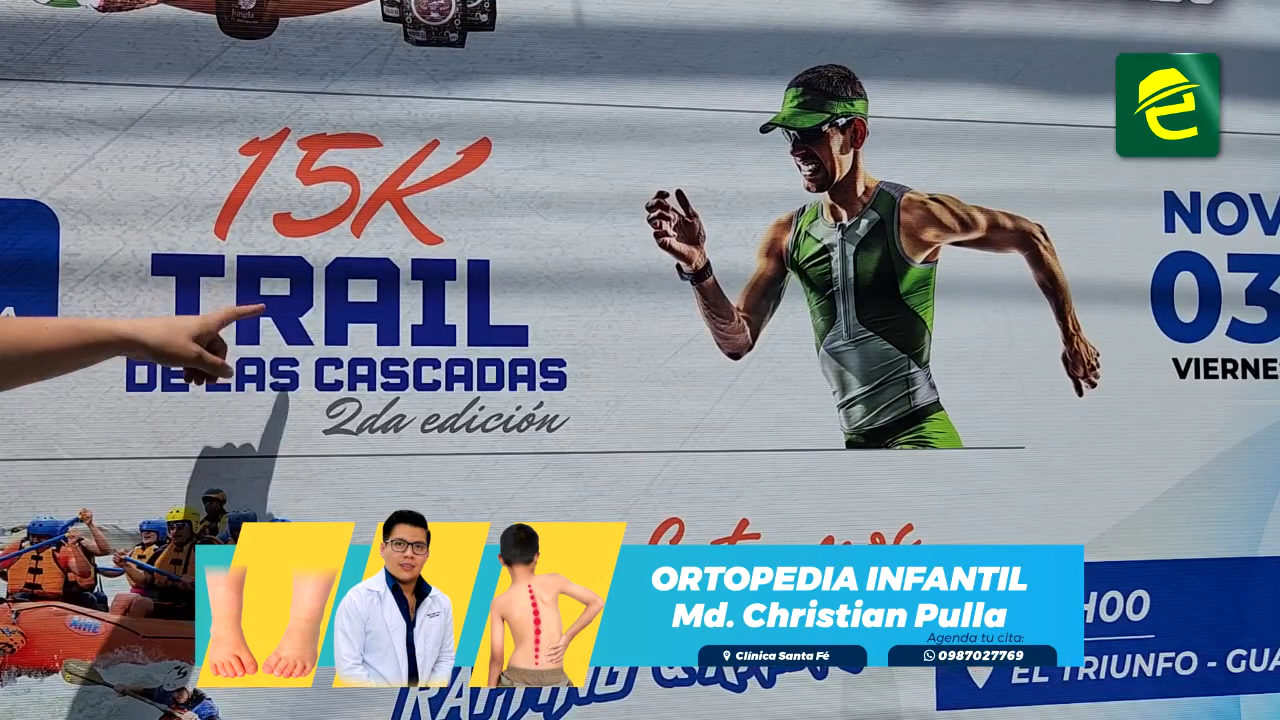 15K
TRAIL
DE LAS CASCADAS
2da edición
NOV
03
VIERNE
ORTOPEDIA INFANTIL
Md. Christian Pulla
Agenda tu cita:
Clínica Santa Fé
0987027769
H00
EL TRIUNFO - GUA
RAFTING